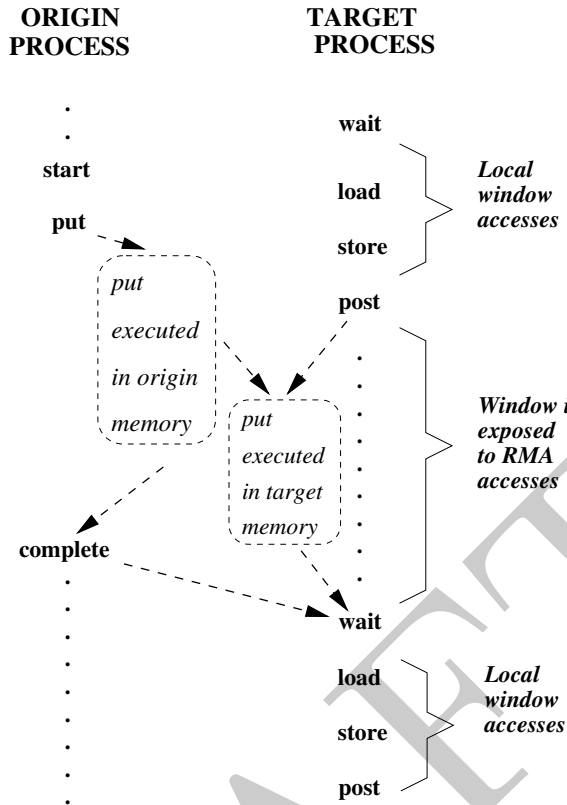 ORIGIN
PROCESS
TARGET
PROCESS
wait
start
load
Local
window
accesses
put
store
put
executed
in origin
memory
post
put
executed
in target
memory
Window
exposed
to RMA
accesses
complete
wait
load
store
post
Local
window
accesses